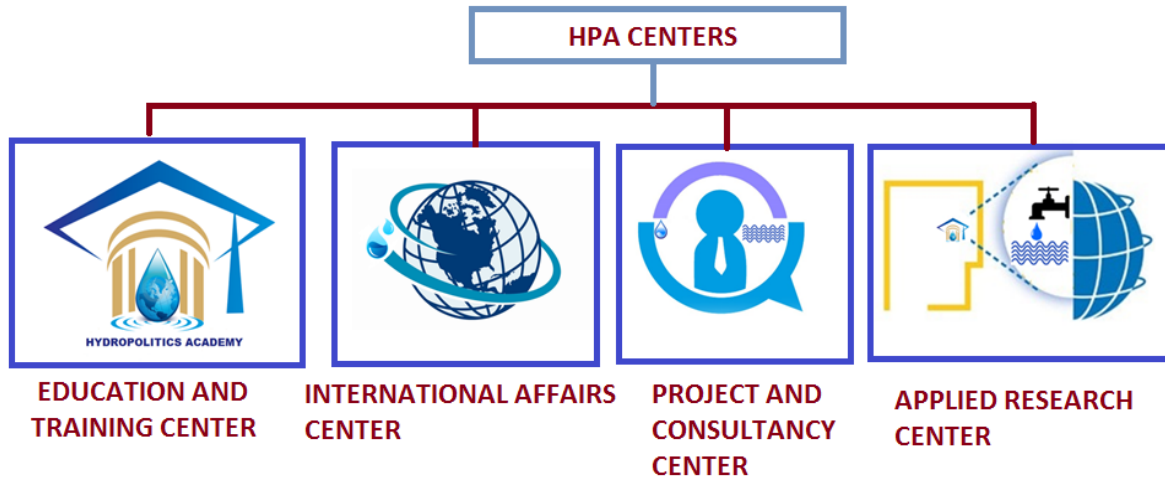 HPA CENTERS
HYDROPOLITICS ACADEMY
EDUCATION AND
TRAINING CENTER
INTERNATIONAL AFFAIRS
CENTER
PROJECT AND
CONSULTANCY
CENTER
APPLIED RESEARCH
CENTER